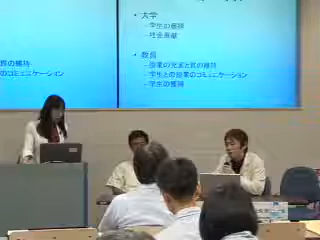 • 大学
– 学生の獲得
– 社会貢献
• 教員
– 授業の充実と質の維持
– 学生との授業のコミュニケーション
– 学生の獲得
質の維持
のコミュニケーション